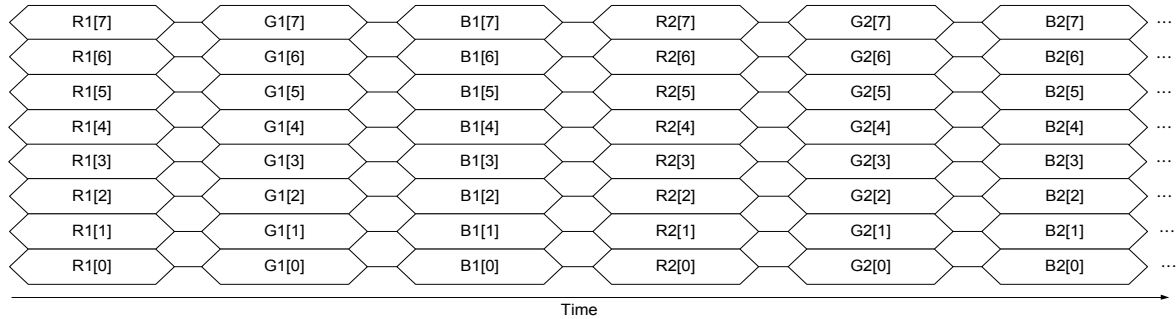 R1[7] G1[7] B1[7] R2[7] G2[7] B2[7] ...
R1[6] G1[6] B1[6] R2[6] G2[6] B2[6] ...
R1[5] G1[5] B1[5] R2[5] G2[5] B2[5] ...
R1[4] G1[4] B1[4] R2[4] G2[4] B2[4] ...
R1[3] G1[3] B1[3] R2[3] G2[3] B2[3] ...
R1[2] G1[2] B1[2] R2[2] G2[2] B2[2] ...
R1[1] G1[1] B1[1] R2[1] G2[1] B2[1] ...
R1[0] G1[0] B1[0] R2[0] G2[0] B2[0] ...
Time